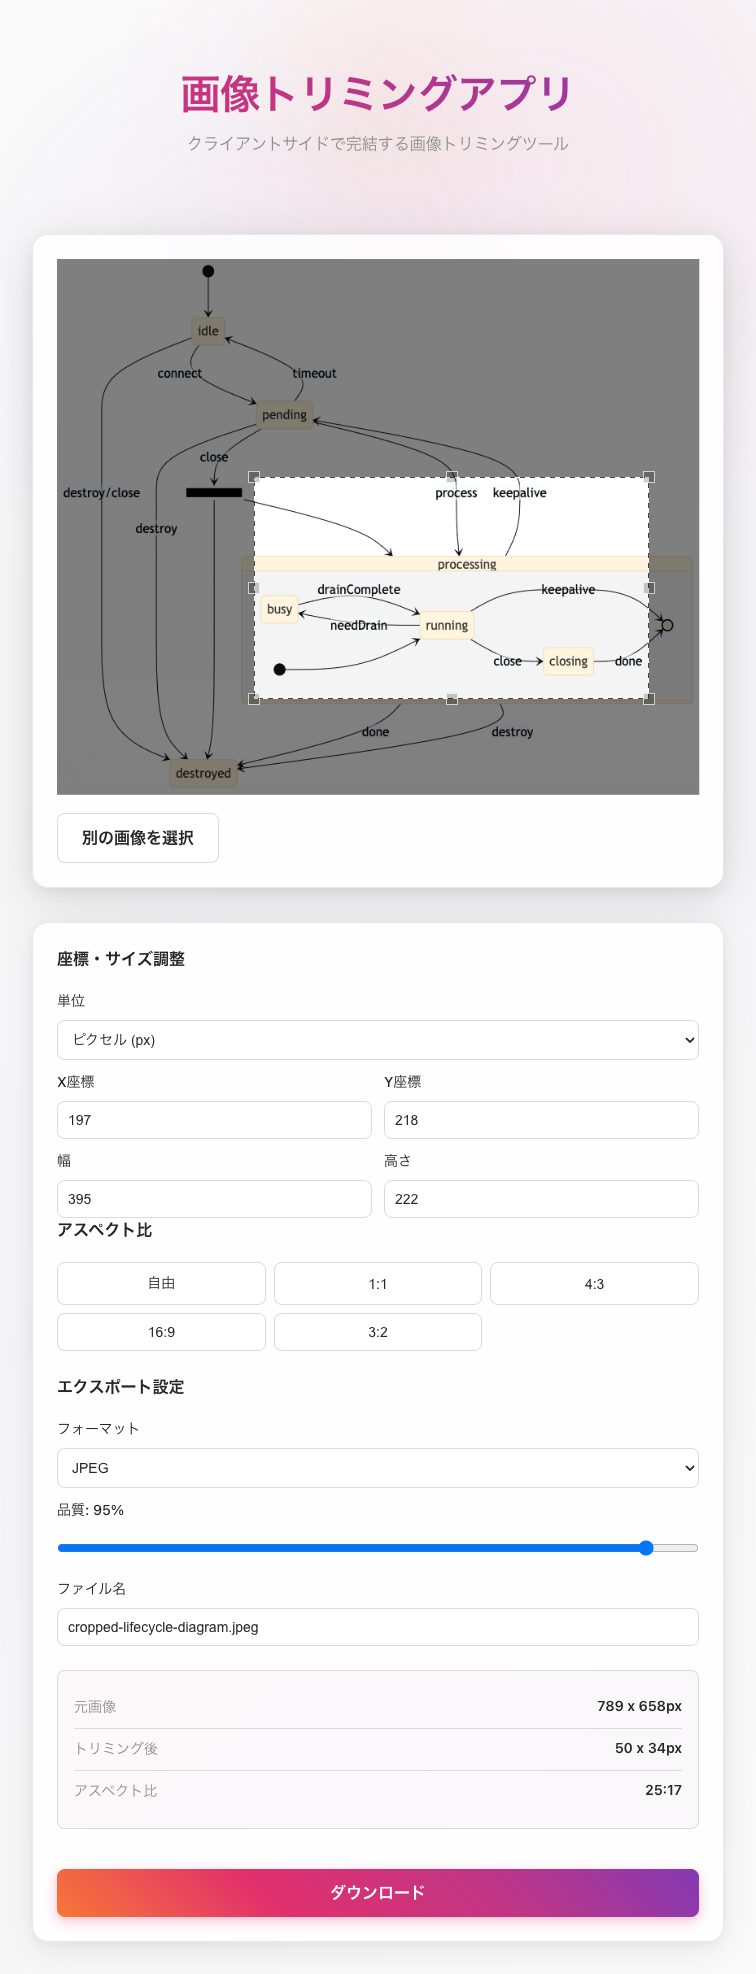 画像トリミングアプリ
クライアントサイドで完結する画像トリミングツール
idle
connect
timeout
pending
close
destroy/close
process
keepalive
destroy
processing
drainComplete
keepalive
busy
needDrain
running
close
closing
done
done
destroy
destroyed
別の画像を選択
座標・サイズ調整
単位
ピクセル (px)
X座標
Y座標
197
218
幅
高さ
395
222
アスペクト比
自由
1:1
4:3
16:9
3:2
エクスポート設定
フォーマット
JPEG
品質: 95%
ファイル名
cropped-lifecycle-diagram.jpeg
元画像
789 x 658px
トリミング後
50 x 34px
アスペクト比
25:17
ダウンロード